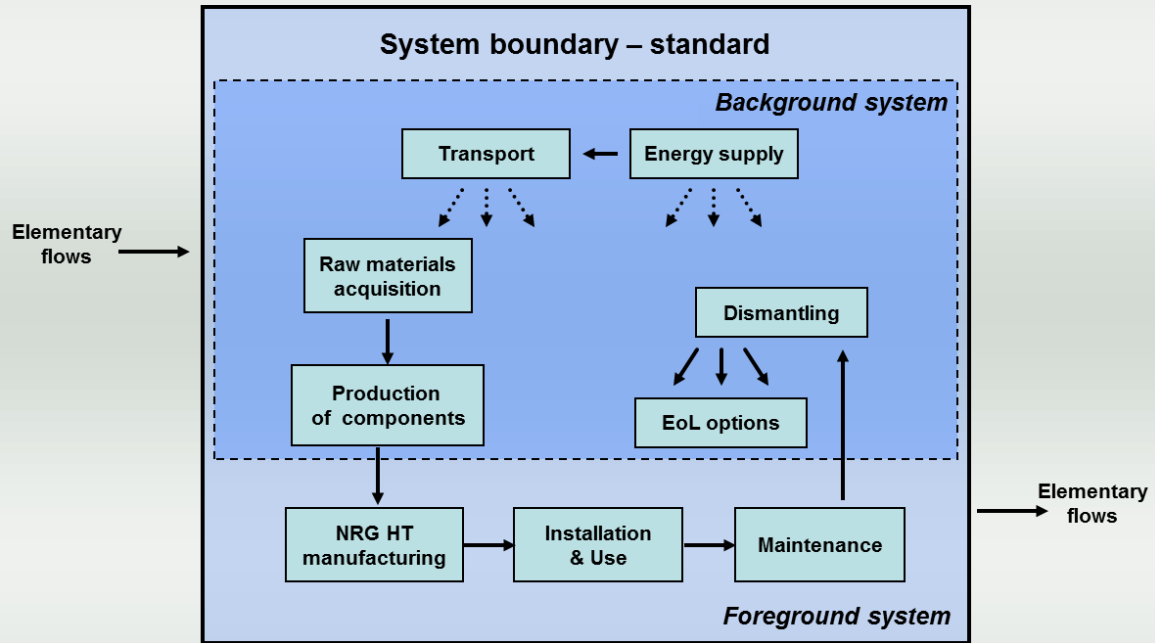 System boundary – standard
Background system
Transport
Energy supply
Elementary
flows
Raw materials
acquisition
Dismantling
Production
of components
EoL options
Elementary
flows
NRG HT
manufacturing
Installation
& Use
Maintenance
Foreground system